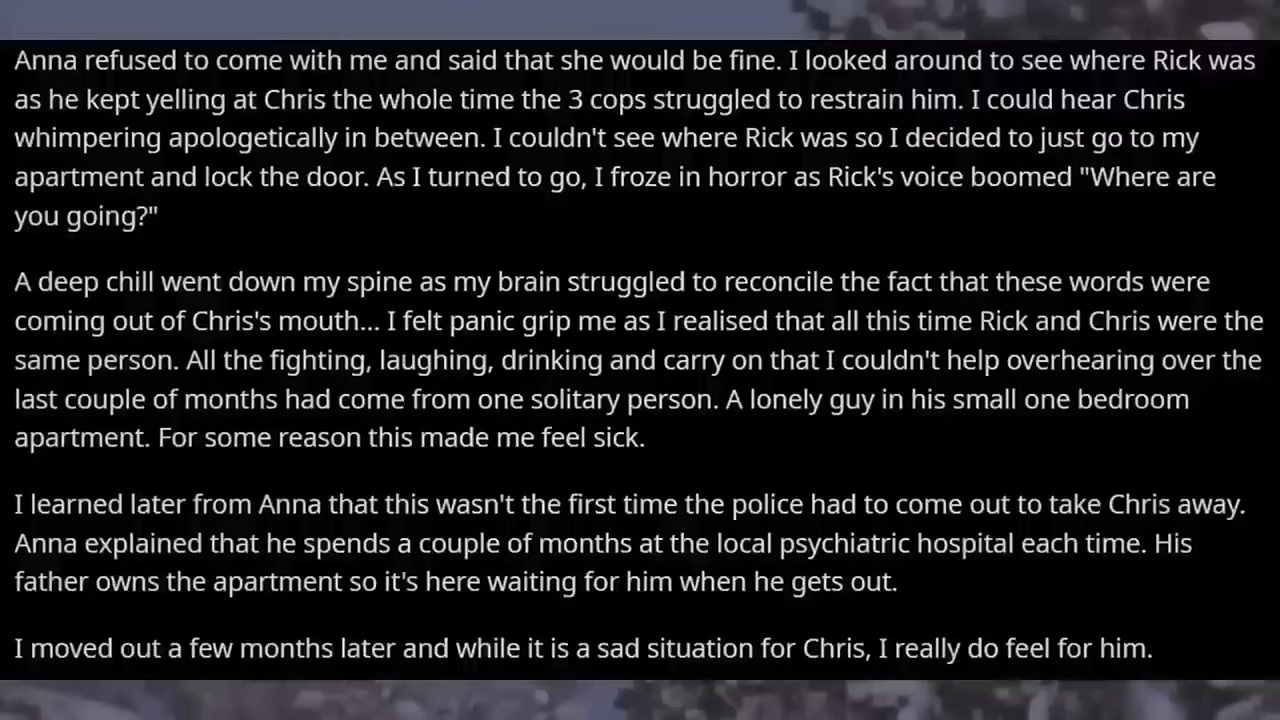 Anna refused to come with me and said that she would be fine. I looked around to see where Rick was
as he kept yelling at Chris the whole time the 3 cops struggled to restrain him. I could hear Chris
whimpering apologetically in between. I couldn't see where Rick was so I decided to just go to my
apartment and lock the door. As I turned to go, I froze in horror as Rick's voice boomed "Where are
you going?"
A deep chill went down my spine as my brain struggled to reconcile the fact that these words were
coming out of Chris's mouth... I felt panic grip me as I realised that all this time Rick and Chris were the
same person. All the fighting, laughing, drinking and carry on that I couldn't help overhearing over the
last couple of months had come from one solitary person. A lonely guy in his small one bedroom
apartment. For some reason this made me feel sick.
I learned later from Anna that this wasn't the first time the police had to come out to take Chris away.
Anna explained that he spends a couple of months at the local psychiatric hospital each time. His
father owns the apartment so it's here waiting for him when he gets out.
I moved out a few months later and while it is a sad situation for Chris, I really do feel for him.